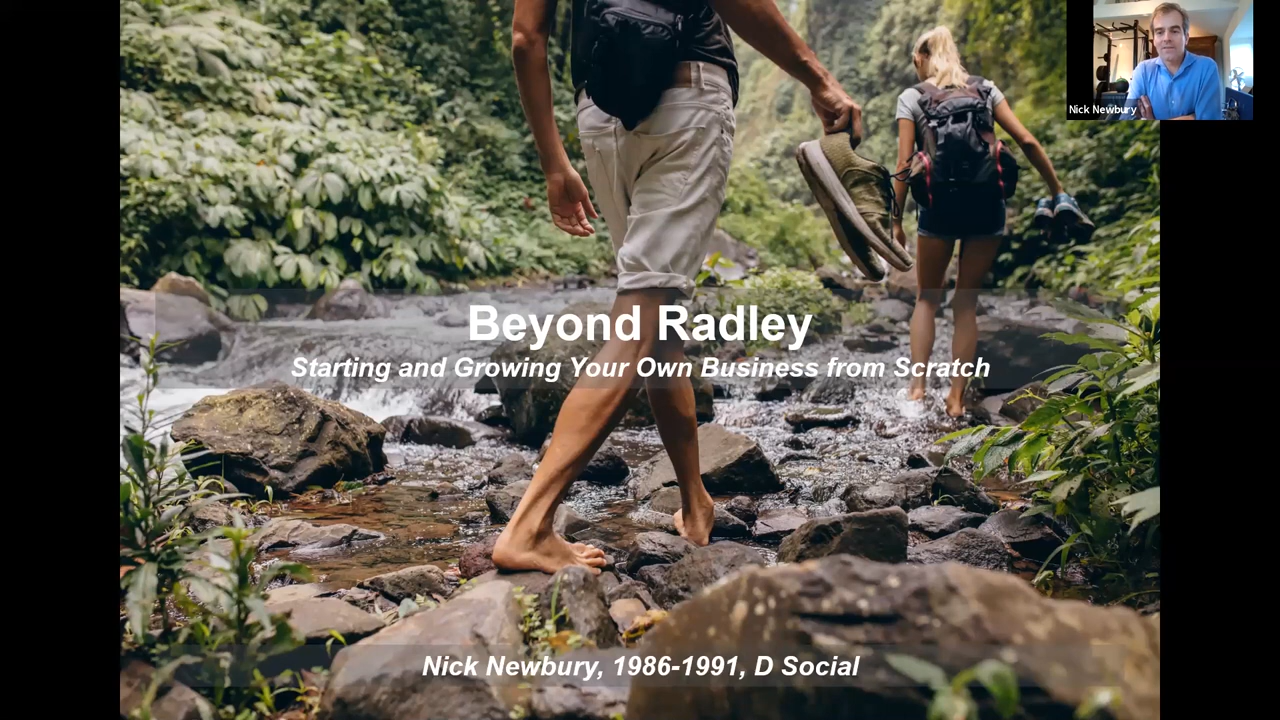 Nick Newbury
Beyond Radley
Starting and Growing Your Own Business from Scratch
Nick Newbury, 1986-1991, D Social